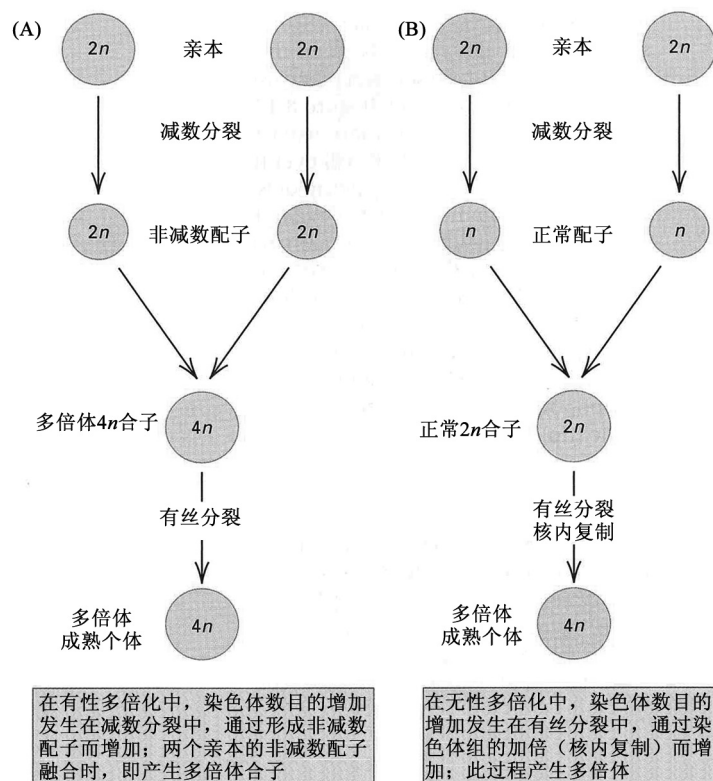 (A)
2n 亲本 2n
减数分裂
2n 非减数配子 2n
多倍体4n合子 4n
有丝分裂
多倍体
成熟个体 4n
在有性多倍化中，染色体数目的增加
发生在减数分裂中，通过形成非减数
配子而增加；两个亲本的非减数配子
融合时，即产生多倍体合子
(B)
2n 亲本 2n
减数分裂
n 正常配子 n
正常2n合子 2n
有丝分裂
核内复制
多倍体
成熟个体 4n
在无性多倍化中，染色体数目的
增加发生在有丝分裂中，通过染
色体组的加倍（核内复制）而增
加；此过程产生多倍体